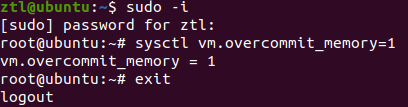 ztl@ubuntu:~$ sudo -i
[sudo] password for ztl:
root@ubuntu:~# sysctl vm.overcommit_memory=1
vm.overcommit_memory = 1
root@ubuntu:~# exit
logout